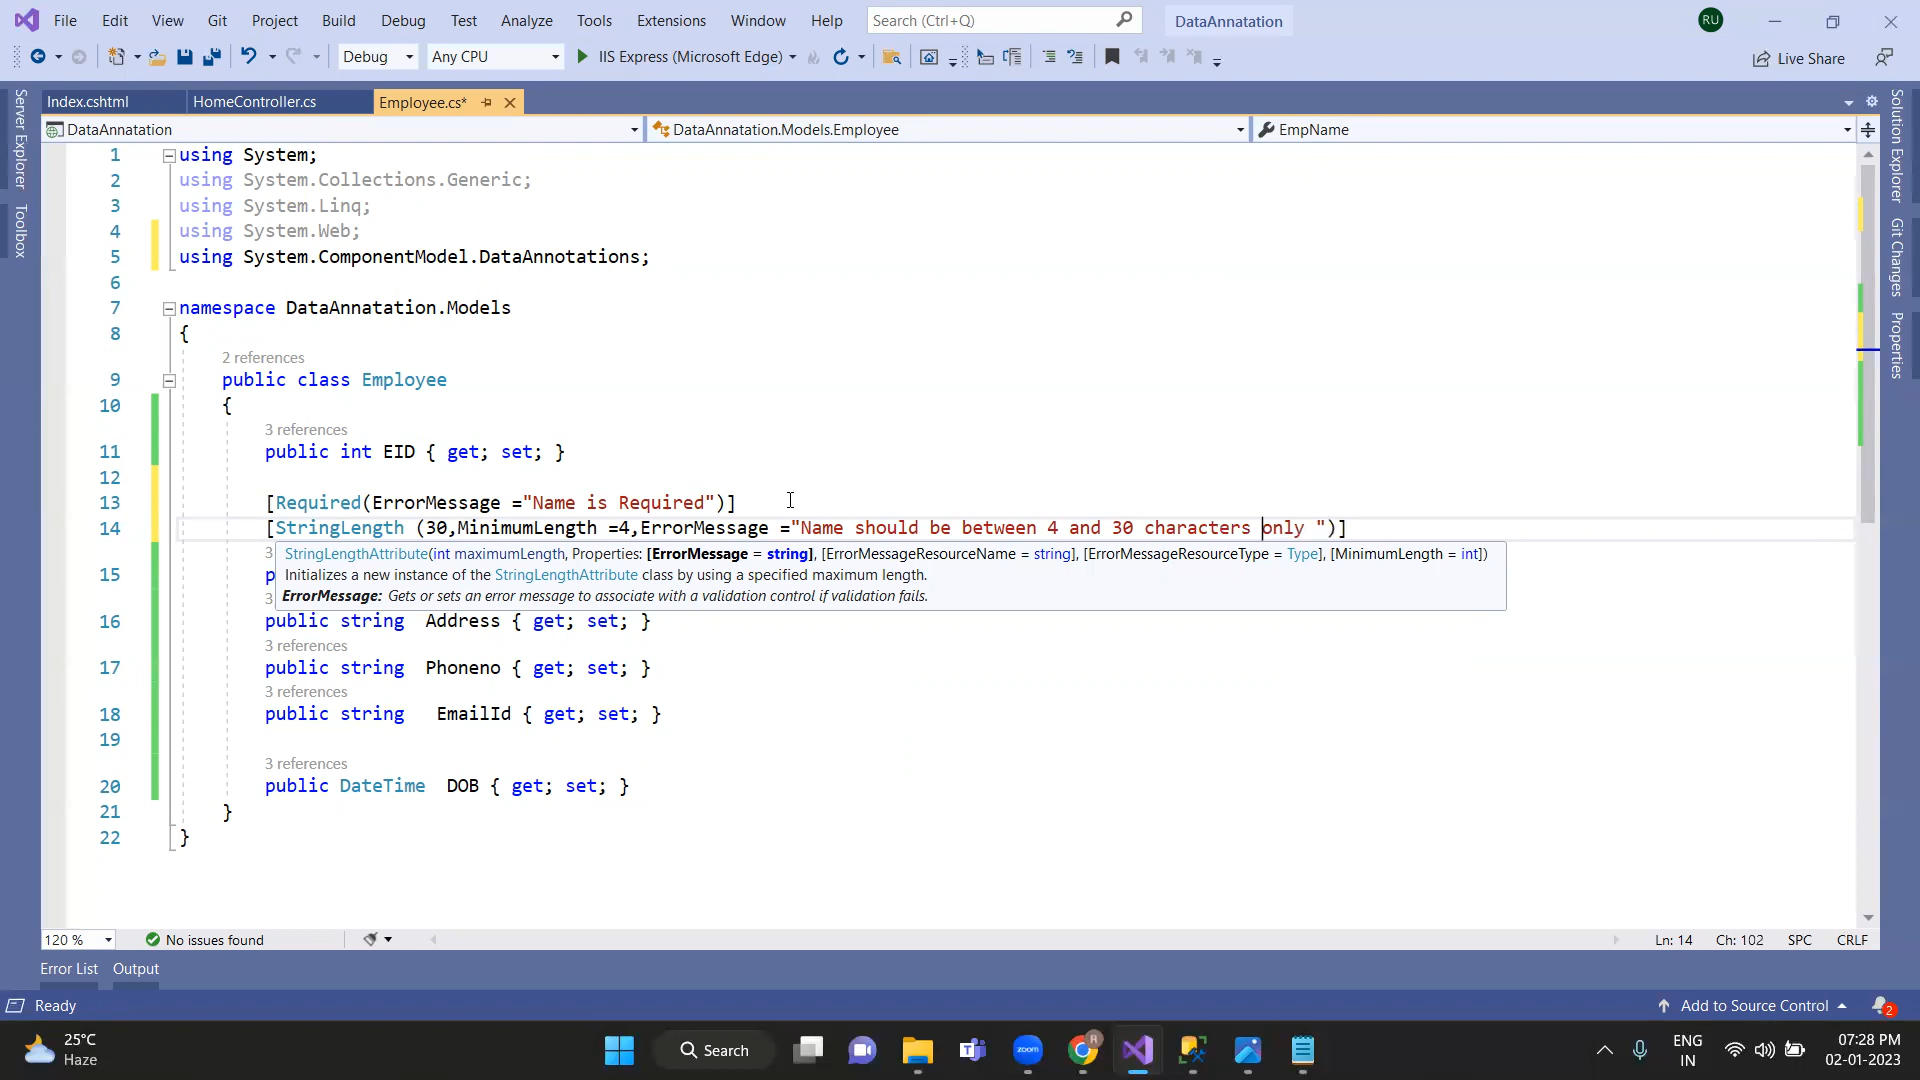 File Edit View Git Project Build Debug Test Analyze Tools Extensions Window Help Search (Ctrl+Q) DataAnnatation RU
Debug Any CPU IIS Express (Microsoft Edge) Live Share
Server Explorer
Toolbox
Index.cshtml HomeController.cs Employee.cs*
DataAnnatation DataAnnatation.Models.Employee EmpName
1 using System;
2 using System.Collections.Generic;
3 using System.Linq;
4 using System.Web;
5 using System.ComponentModel.DataAnnotations;
6
7 namespace DataAnnatation.Models
8 {
2 references
9 public class Employee
10 {
3 references
11 public int EID { get; set; }
12
13 [Required(ErrorMessage ="Name is Required")]
14 [StringLength (30,MinimumLength =4,ErrorMessage ="Name should be between 4 and 30 characters only ")]
3 StringLengthAttribute(int maximumLength, Properties: [ErrorMessage = string], [ErrorMessageResourceName = string], [ErrorMessageResourceType = Type], [MinimumLength = int])
15 p Initializes a new instance of the StringLengthAttribute class by using a specified maximum length.
3 ErrorMessage: Gets or sets an error message to associate with a validation control if validation fails.
16 public string Address { get; set; }
3 references
17 public string Phoneno { get; set; }
3 references
18 public string EmailId { get; set; }
19
3 references
20 public DateTime DOB { get; set; }
21 }
22 }
Solution Explorer
Git Changes
Properties
120 % No issues found Ln: 14 Ch: 102 SPC CRLF
Error List Output
Ready Add to Source Control 2
25°C
Haze
Search
zoom
R
ENG
IN
07:28 PM
02-01-2023